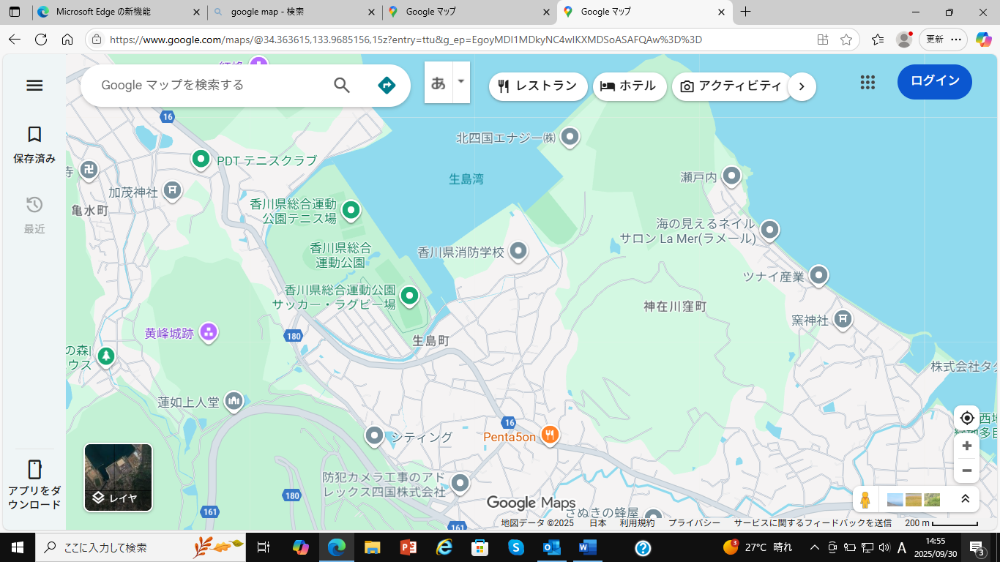 Microsoft Edge の新機能
google map - 検索
Google マップ
Google マップ
https://www.google.com/maps/@34.363615,133.9685156,15z?entry=ttu&g_ep=EgoyMDI1MDkyNC4wIKXMDSoASAFQAw%3D%3D
更新
保存済み
最近
アプリをダ
ウンロード
Google マップを検索する
あ
レストラン
ホテル
アクティビティ
ログイン
16
PDT テニスクラブ
寺
加茂神社
亀水町
北四国エナジー㈱
生島湾
瀬戸内
香川県総合運動
公園テニス場
海の見えるネイル
サロン La Mer(ラメール)
香川県総合
運動公園
香川県消防学校
ツナイ産業
香川県総合運動公園
サッカー・ラグビー場
神在川窪町
窯神社
黄峰城跡
180
生島町
の森|
ウス
株式会社タ
蓮如上人堂
16
Penta5on
シティング
防犯カメラ工事のアド
レックス四国株式会社
180
161
161
さぬきの蜂屋
西地
レイヤ
Google Maps
地図データ ©2025
日本
利用規約
プライバシー
サービスに関するフィードバックを送信
200 m
ここに入力して検索
3
27°C 晴れ
A
14:55
2025/09/30
3